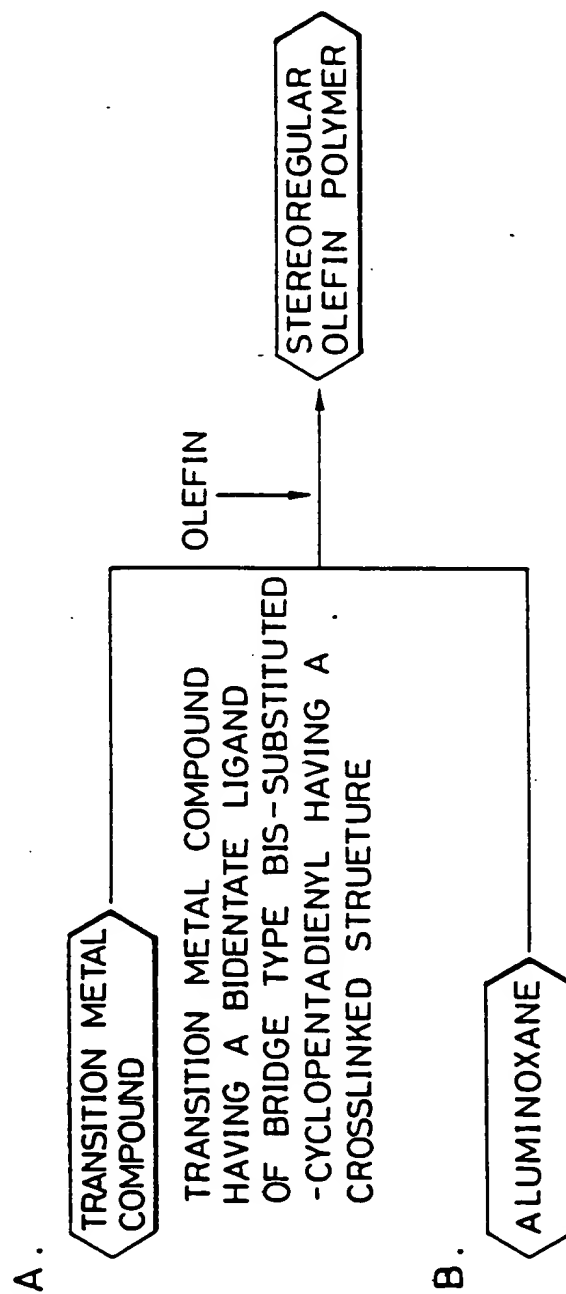 A.
TRANSITION METAL
COMPOUND
TRANSITION METAL COMPOUND
HAVING A BIDENTATE LIGAND
OF BRIDGE TYPE BIS-SUBSTITUTED
-CYCLOPENTADIENYL HAVING A
CROSSLINKED STRUETURE
B.
ALUMINOXANE
OLEFIN
STEREOREGULAR
OLEFIN POLYMER